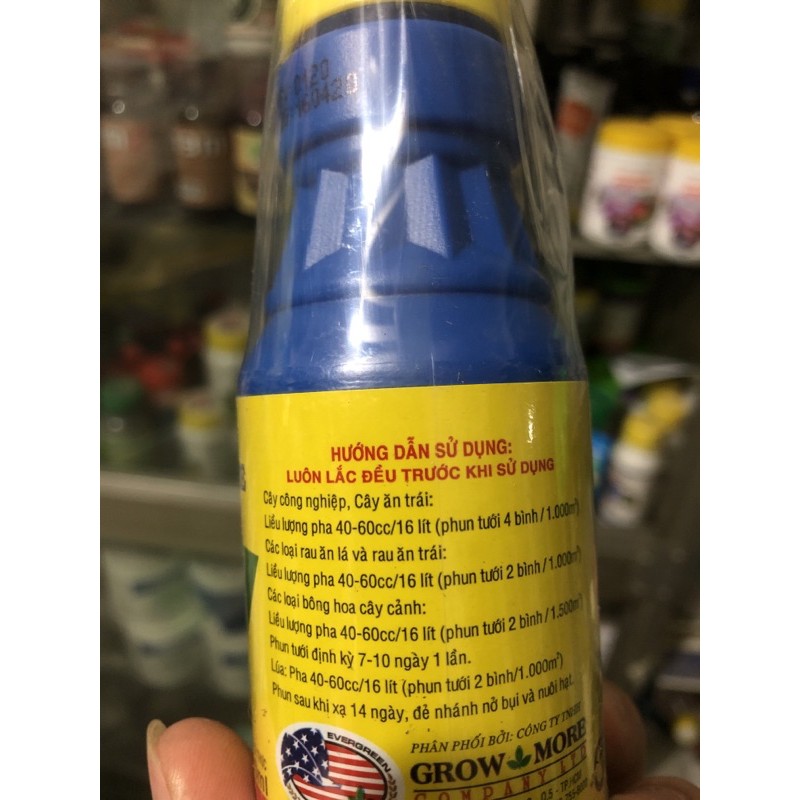 0420
160420
HƯỚNG DẪN SỬ DỤNG:
LUÔN LẮC ĐỀU TRƯỚC KHI SỬ DỤNG
Cây công nghiệp, Cây ăn trái:
Liều lượng pha 40-60cc/16 lít (phun tưới 4 bình / 1.000m²)
Các loại rau ăn lá và rau ăn trái:
Liều lượng pha 40-60cc/16 lít (phun tưới 2 bình / 1.000m²)
Các loại bông hoa cây cảnh:
Liều lượng pha 40-60cc/16 lít (phun tưới 2 bình / 1.500m²)
Phun tưới định kỳ 7-10 ngày 1 lần.
Lúa: Pha 40-60cc/16 lít (phun tưới 2 bình/1.000m²)
Phun sau khi xạ 14 ngày, đẻ nhánh nở bụi và nuôi hạt.
EVERGREEN
PHÂN PHỐI BỞI: CÔNG TY TNHH
GROW MORE
COMPANY LTD